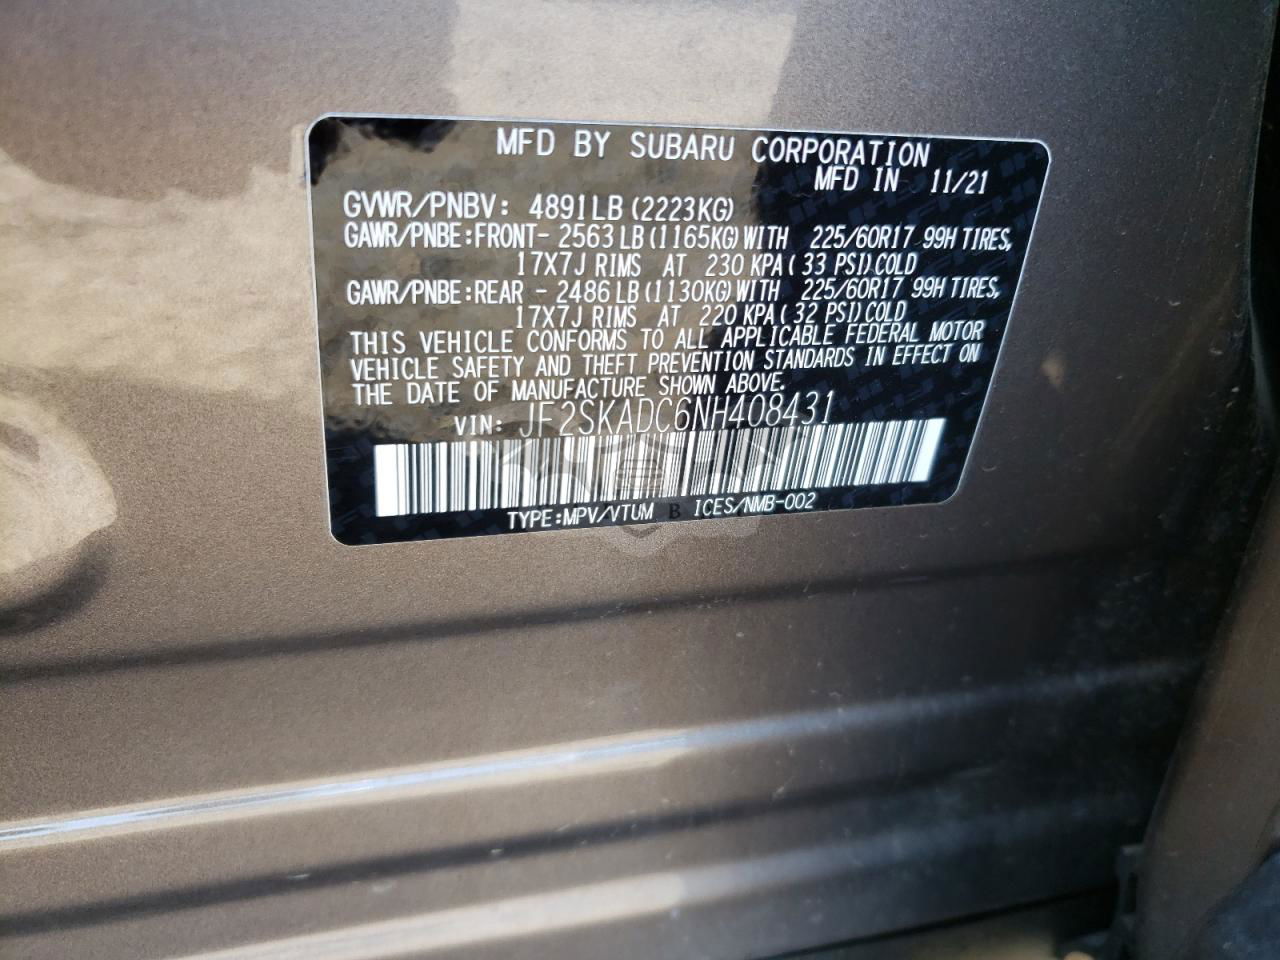 MFD BY SUBARU CORPORATION
MFD IN 11/21
GVWR/PNBV: 4891LB (2223KG)
GAWR/PNBE:FRONT- 2563LB(1165KG)WITH 225/60R17 99H TIRES,
17X7J RIMS AT 230 KPA( 33 PSI)COLD
GAWR/PNBE:REAR - 2486LB(1130KG)WITH 225/60R17 99H TIRES,
17X7J RIMS AT 220 KPA( 32 PSI)COLD
THIS VEHICLE CONFORMS TO ALL APPLICABLE FEDERAL MOTOR
VEHICLE SAFETY AND THEFT PREVENTION STANDARDS IN EFFECT ON
THE DATE OF MANUFACTURE SHOWN ABOVE.
VIN: JF2SKADC6NH408431
TYPE:MPV/VTUM B ICES/NMB-002